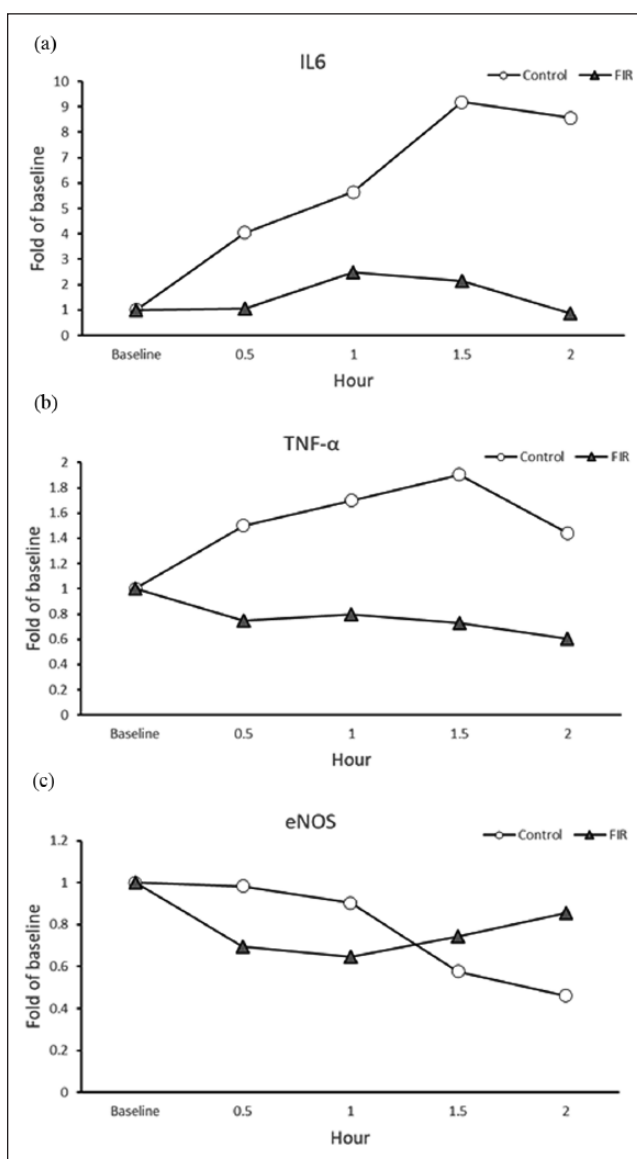 (a)
IL6
Control FIR
10
9
8
7
6
5
4
3
2
1
0
Fold of baseline
Baseline 0.5 1 1.5 2
Hour
(b)
TNF-α
Control FIR
2
1.8
1.6
1.4
1.2
1
0.8
0.6
0.4
0.2
0
Fold of baseline
Baseline 0.5 1 1.5 2
Hour
(c)
eNOS
Control FIR
1.2
1
0.8
0.6
0.4
0.2
0
Fold of baseline
Baseline 0.5 1 1.5 2
Hour